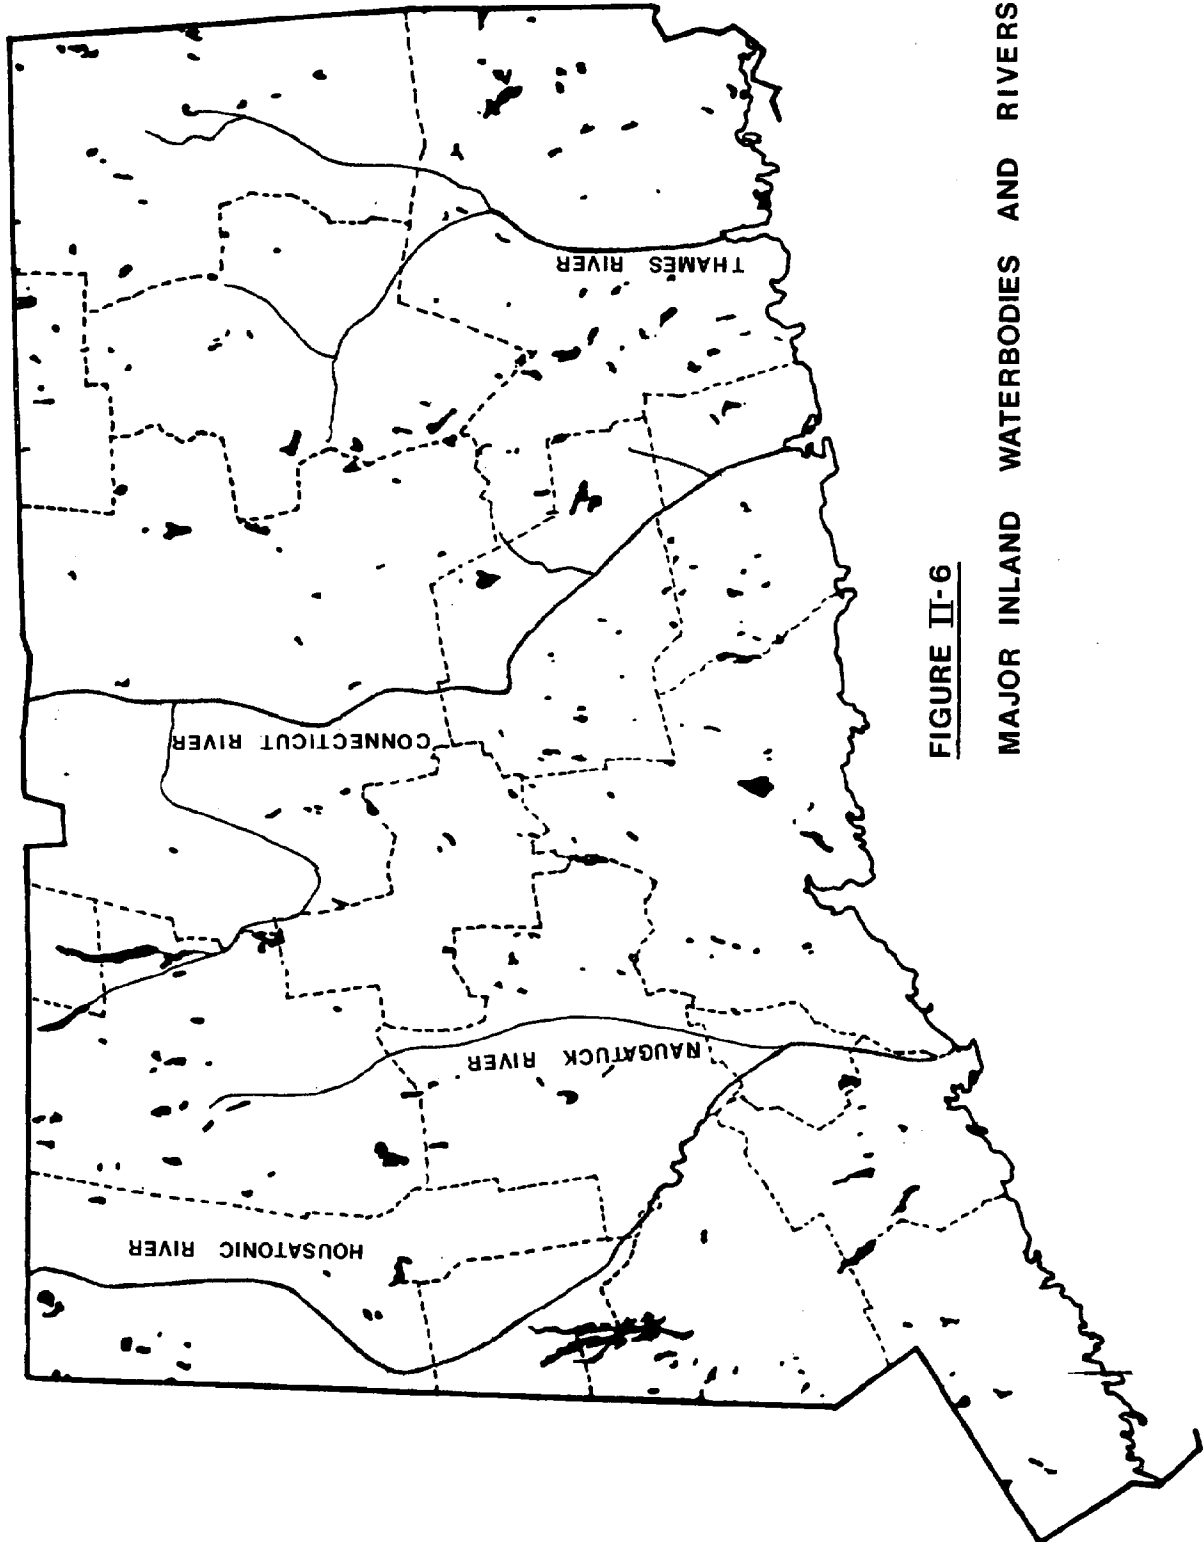 HOUSATONIC RIVER
NAUGATUCK RIVER
CONNECTICUT RIVER
THAMES RIVER
FIGURE II-6
MAJOR INLAND WATERBODIES AND RIVERS